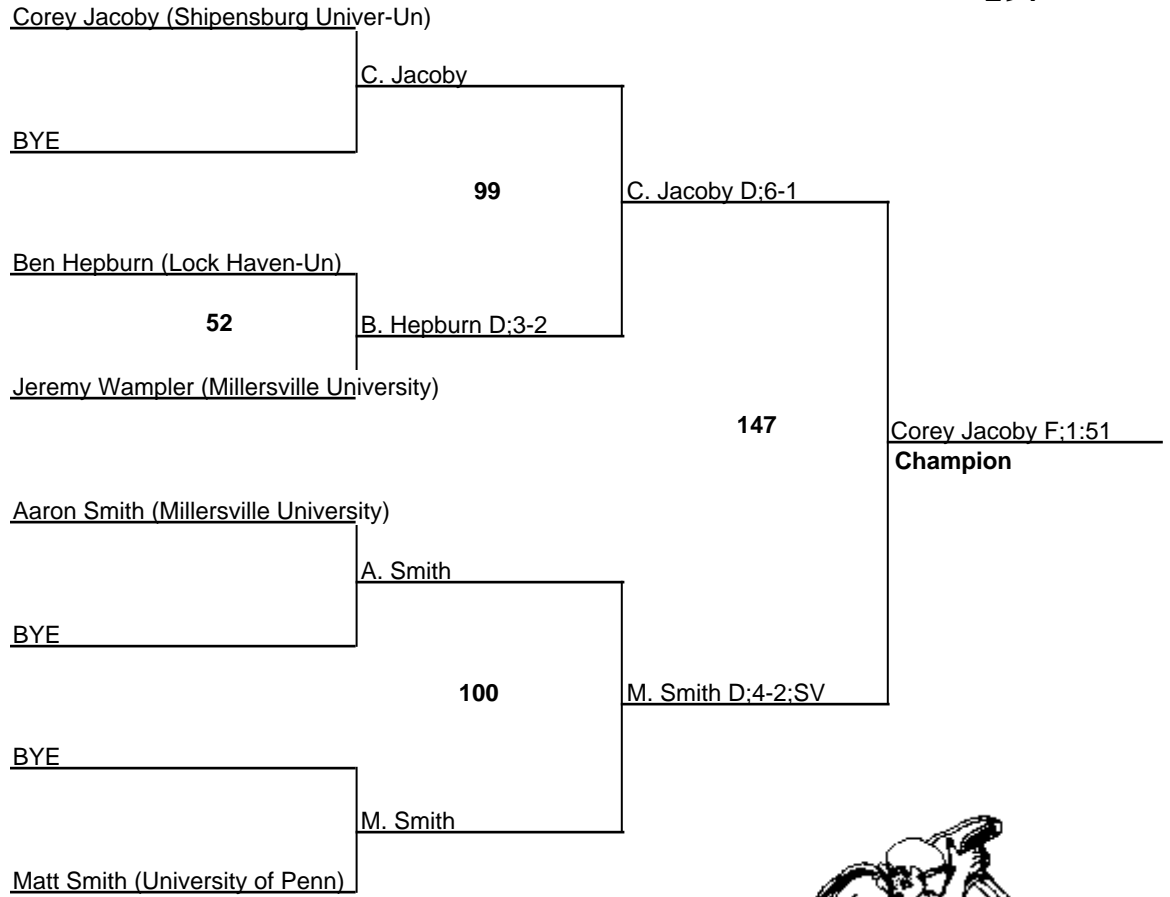 Corey Jacoby (Shipensburg Univer-Un)
C. Jacoby
BYE
99
C. Jacoby D;6-1
Ben Hepburn (Lock Haven-Un)
52
B. Hepburn D;3-2
Jeremy Wampler (Millersville University)
147
Corey Jacoby F;1:51
Champion
Aaron Smith (Millersville University)
A. Smith
BYE
100
M. Smith D;4-2;SV
BYE
M. Smith
Matt Smith (University of Penn)